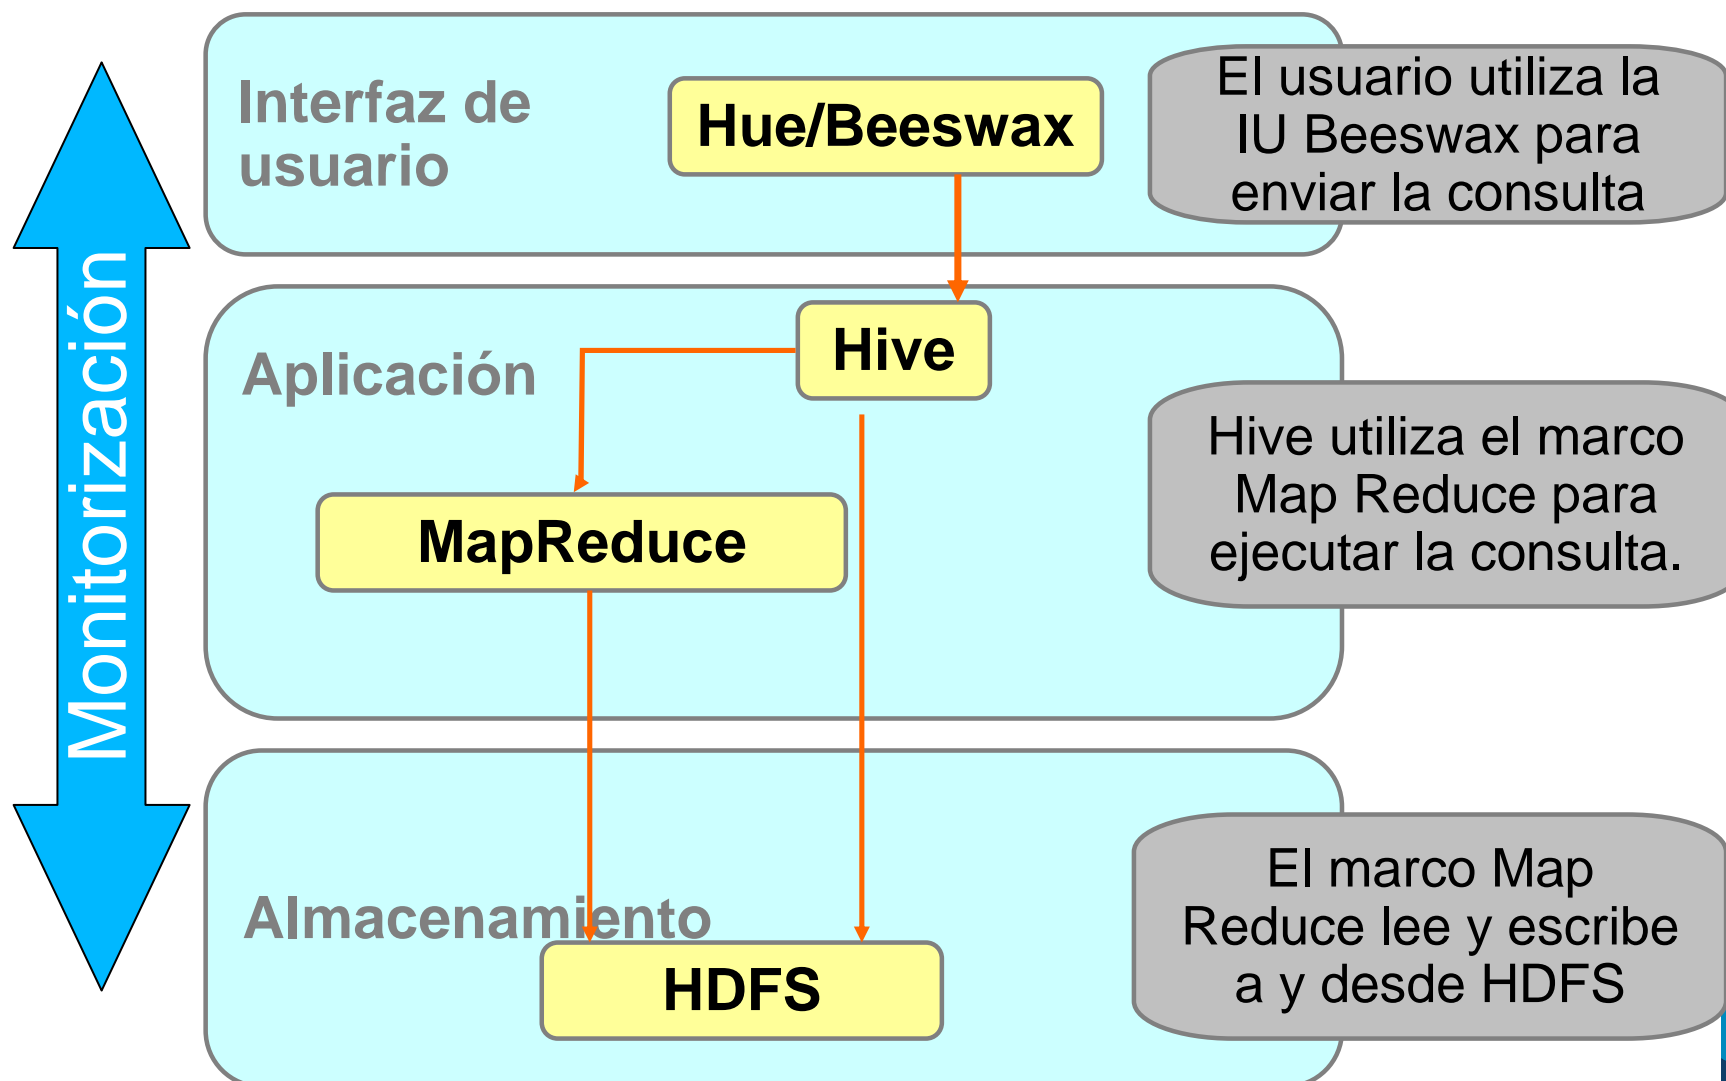 Monitorización
Interfaz de
usuario
Hue/Beeswax
El usuario utiliza la
IU Beeswax para
enviar la consulta
Aplicación
Hive
MapReduce
Hive utiliza el marco
Map Reduce para
ejecutar la consulta.
Almacenamiento
HDFS
El marco Map
Reduce lee y escribe
a y desde HDFS